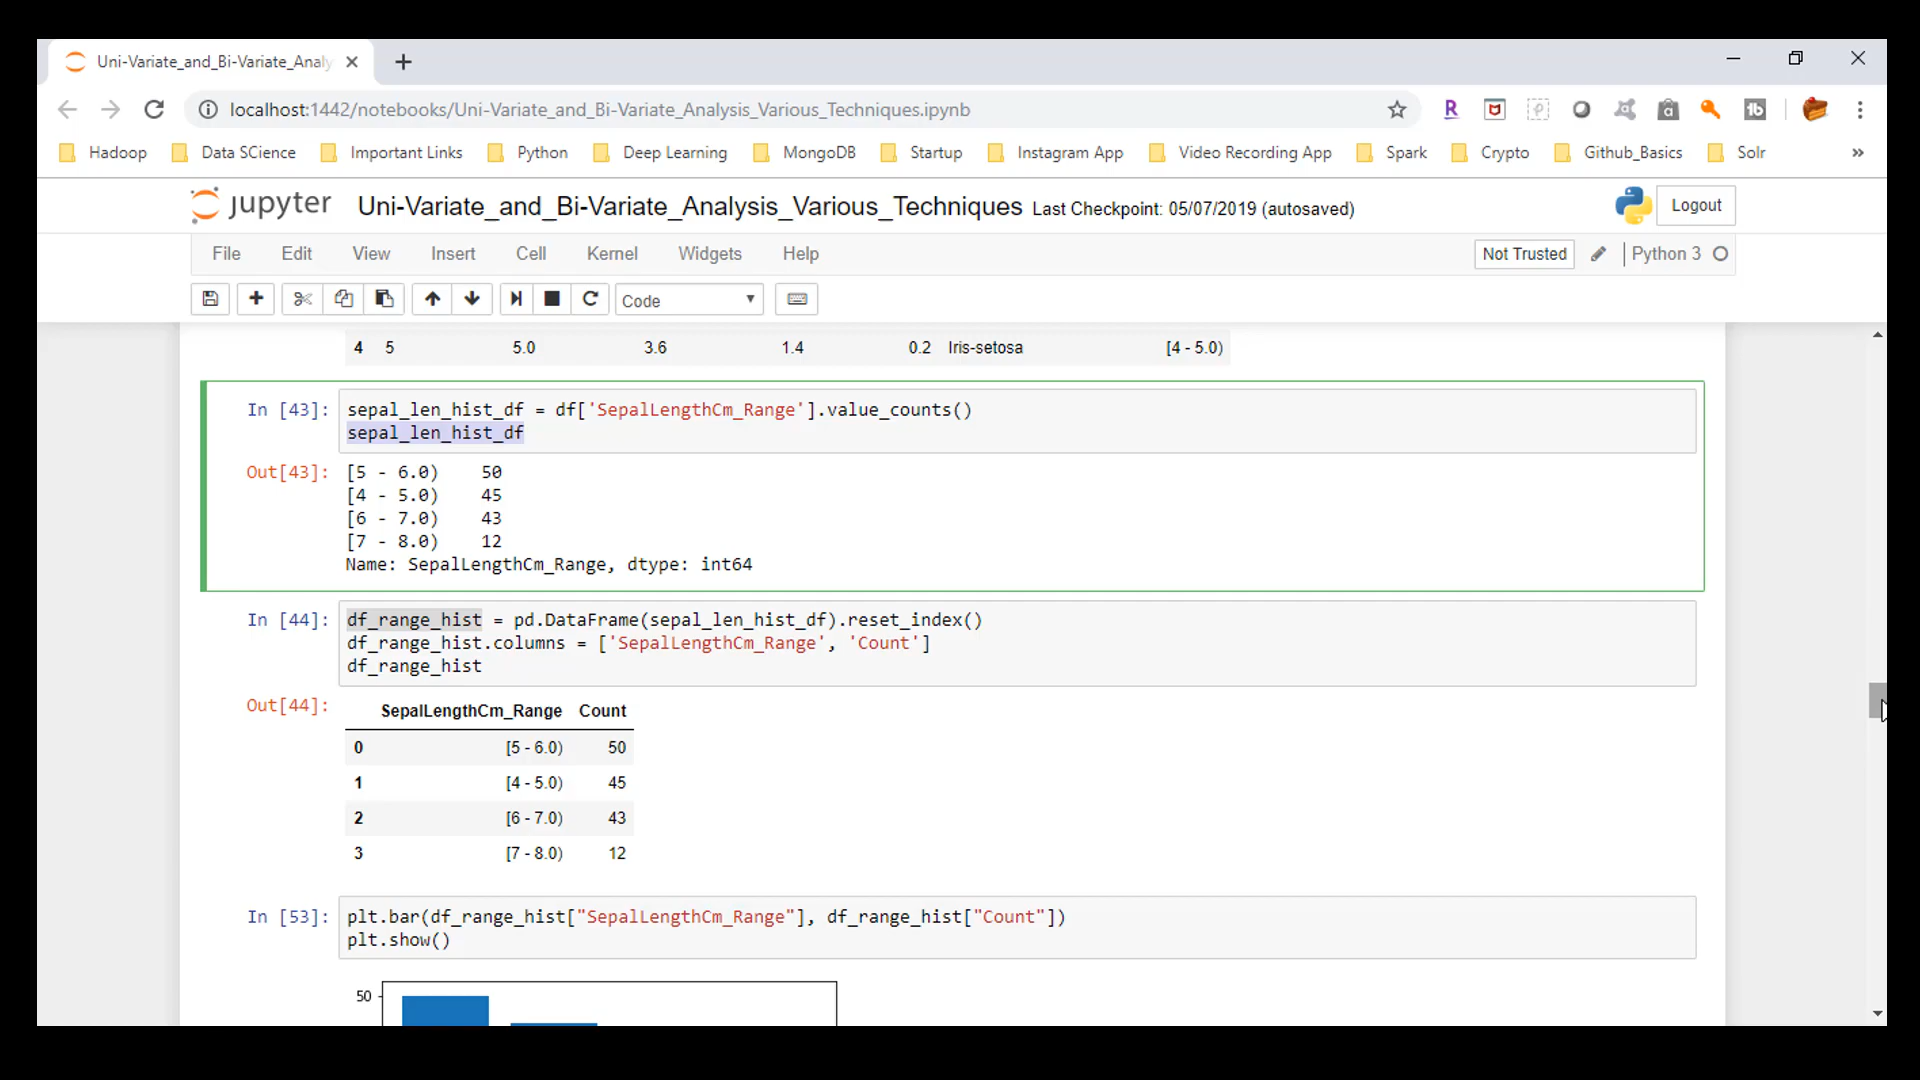 Uni-Variate_and_Bi-Variate_Analy
localhost:1442/notebooks/Uni-Variate_and_Bi-Variate_Analysis_Various_Techniques.ipynb
Hadoop Data SCience Important Links Python Deep Learning MongoDB Startup Instagram App Video Recording App Spark Crypto Github_Basics Solr »
jupyter Uni-Variate_and_Bi-Variate_Analysis_Various_Techniques Last Checkpoint: 05/07/2019 (autosaved) Logout
File Edit View Insert Cell Kernel Widgets Help Not Trusted Python 3
Code
4 5 5.0 3.6 1.4 0.2 Iris-setosa [4 - 5.0)
In [43]: sepal_len_hist_df = df['SepalLengthCm_Range'].value_counts()
sepal_len_hist_df
Out[43]: [5 - 6.0) 50
[4 - 5.0) 45
[6 - 7.0) 43
[7 - 8.0) 12
Name: SepalLengthCm_Range, dtype: int64
In [44]: df_range_hist = pd.DataFrame(sepal_len_hist_df).reset_index()
df_range_hist.columns = ['SepalLengthCm_Range', 'Count']
df_range_hist
Out[44]: SepalLengthCm_Range Count
0 [5 - 6.0) 50
1 [4 - 5.0) 45
2 [6 - 7.0) 43
3 [7 - 8.0) 12
In [53]: plt.bar(df_range_hist["SepalLengthCm_Range"], df_range_hist["Count"])
plt.show()
50